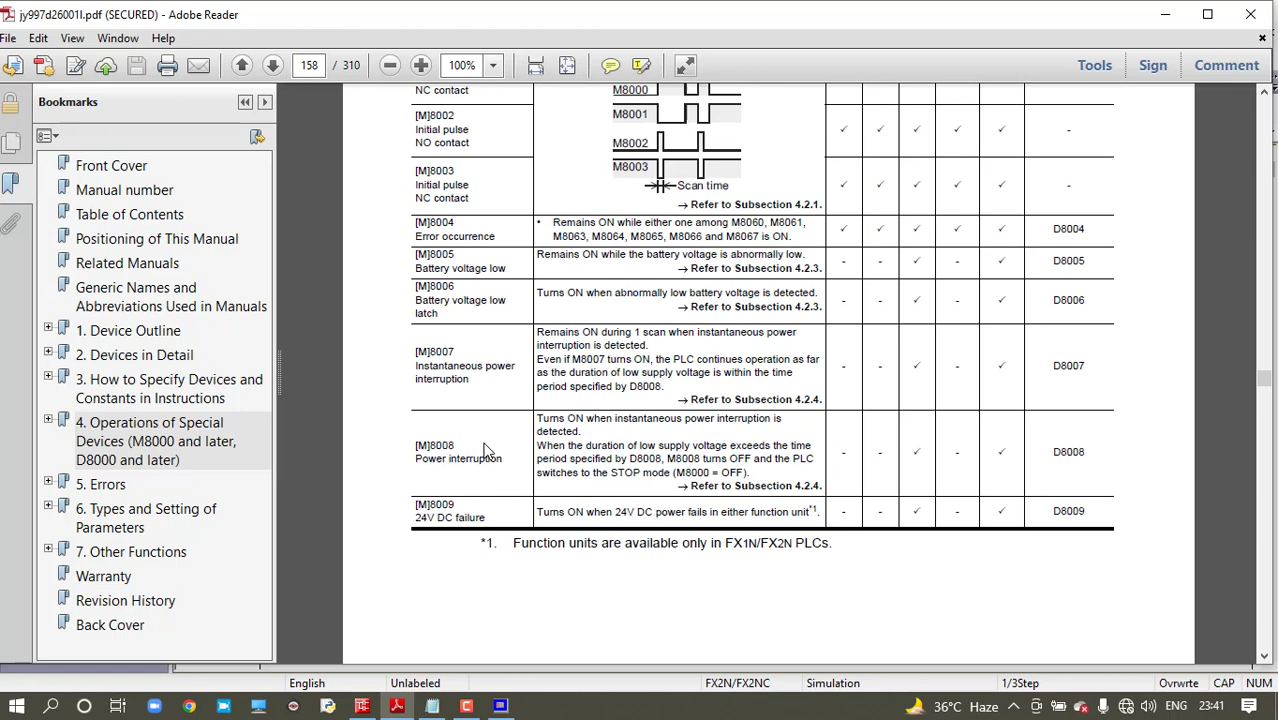 jy997d26001l.pdf (SECURED) - Adobe Reader
File Edit View Window Help
158 / 310 100% Tools Sign Comment
Bookmarks
Front Cover
Manual number
Table of Contents
Positioning of This Manual
Related Manuals
Generic Names and
Abbreviations Used in Manuals
1. Device Outline
2. Devices in Detail
3. How to Specify Devices and
Constants in Instructions
4. Operations of Special
Devices (M8000 and later,
D8000 and later)
5. Errors
6. Types and Setting of
Parameters
7. Other Functions
Warranty
Revision History
Back Cover
NC contact
M8000
M8001
M8002
M8003
Scan time
→ Refer to Subsection 4.2.1.
[M]8002
Initial pulse
NO contact
✓ ✓ ✓ ✓ ✓ -
[M]8003
Initial pulse
NC contact
✓ ✓ ✓ ✓ ✓ -
[M]8004
Error occurrence
• Remains ON while either one among M8060, M8061,
M8063, M8064, M8065, M8066 and M8067 is ON.
✓ ✓ ✓ ✓ ✓ D8004
[M]8005
Battery voltage low
Remains ON while the battery voltage is abnormally low.
→ Refer to Subsection 4.2.3.
- - ✓ - ✓ D8005
[M]8006
Battery voltage low
latch
Turns ON when abnormally low battery voltage is detected.
→ Refer to Subsection 4.2.3.
- - ✓ - ✓ D8006
[M]8007
Instantaneous power
interruption
Remains ON during 1 scan when instantaneous power
interruption is detected.
Even if M8007 turns ON, the PLC continues operation as far
as the duration of low supply voltage is within the time
period specified by D8008.
→ Refer to Subsection 4.2.4.
- - ✓ - ✓ D8007
[M]8008
Power interruption
Turns ON when instantaneous power interruption is
detected.
When the duration of low supply voltage exceeds the time
period specified by D8008, M8008 turns OFF and the PLC
switches to the STOP mode (M8000 = OFF).
→ Refer to Subsection 4.2.4.
- - ✓ - ✓ D8008
[M]8009
24V DC failure
Turns ON when 24V DC power fails in either function unit*1.
- - ✓ - ✓ D8009
*1. Function units are available only in FX1N/FX2N PLCs.
English Unlabeled FX2N/FX2NC Simulation 1/3Step Ovrwrte CAP NUM
36°C Haze ENG 23:41